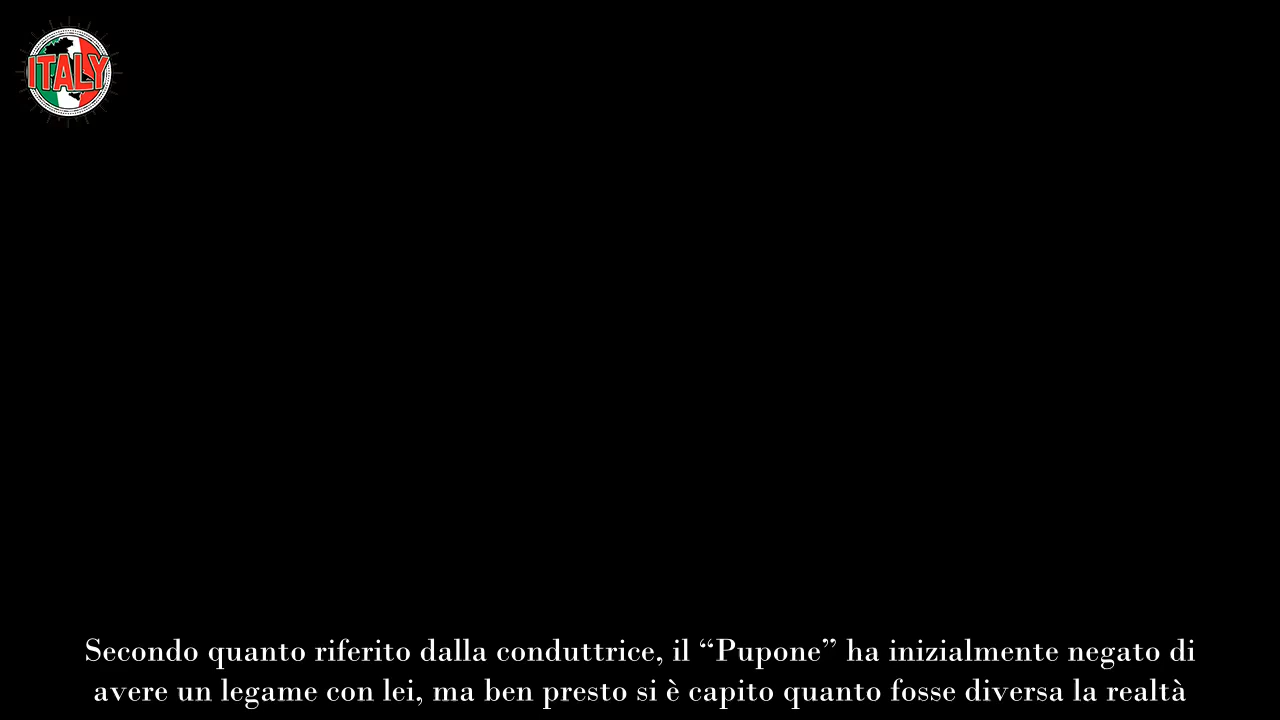 ITALY
Secondo quanto riferito dalla conduttrice, il “Pupone” ha inizialmente negato di
avere un legame con lei, ma ben presto si è capito quanto fosse diversa la realtà